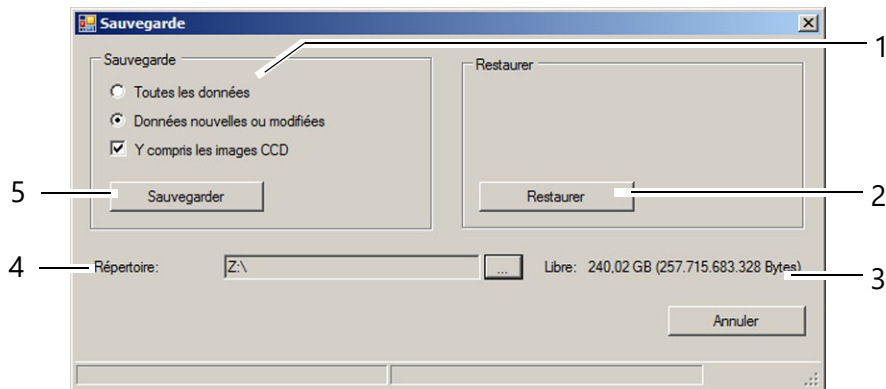 Sauvegarde
1
Sauvegarde
Restaurer
Toutes les données
Données nouvelles ou modifiées
Y compris les images CCD
5
Sauvegarder
Restaurer
2
4
Répertoire:
Z:\
...
Libre: 240,02 GB (257.715.683.328 Bytes)
3
Annuler